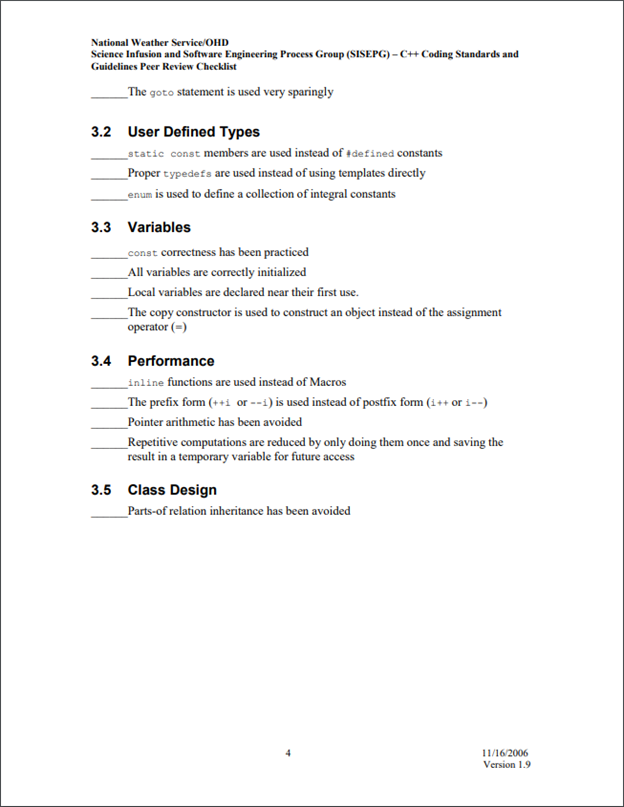 National Weather Service/OHD
Science Infusion and Software Engineering Process Group (SISEPG) – C++ Coding Standards and
Guidelines Peer Review Checklist
______The goto statement is used very sparingly
3.2 User Defined Types
______static const members are used instead of #defined constants
______Proper typedefs are used instead of using templates directly
______enum is used to define a collection of integral constants
3.3 Variables
______const correctness has been practiced
______All variables are correctly initialized
______Local variables are declared near their first use.
______The copy constructor is used to construct an object instead of the assignment
operator (=)
3.4 Performance
______inline functions are used instead of Macros
______The prefix form (++i or --i) is used instead of postfix form (i++ or i--)
______Pointer arithmetic has been avoided
______Repetitive computations are reduced by only doing them once and saving the
result in a temporary variable for future access
3.5 Class Design
______Parts-of relation inheritance has been avoided
4 11/16/2006
Version 1.9